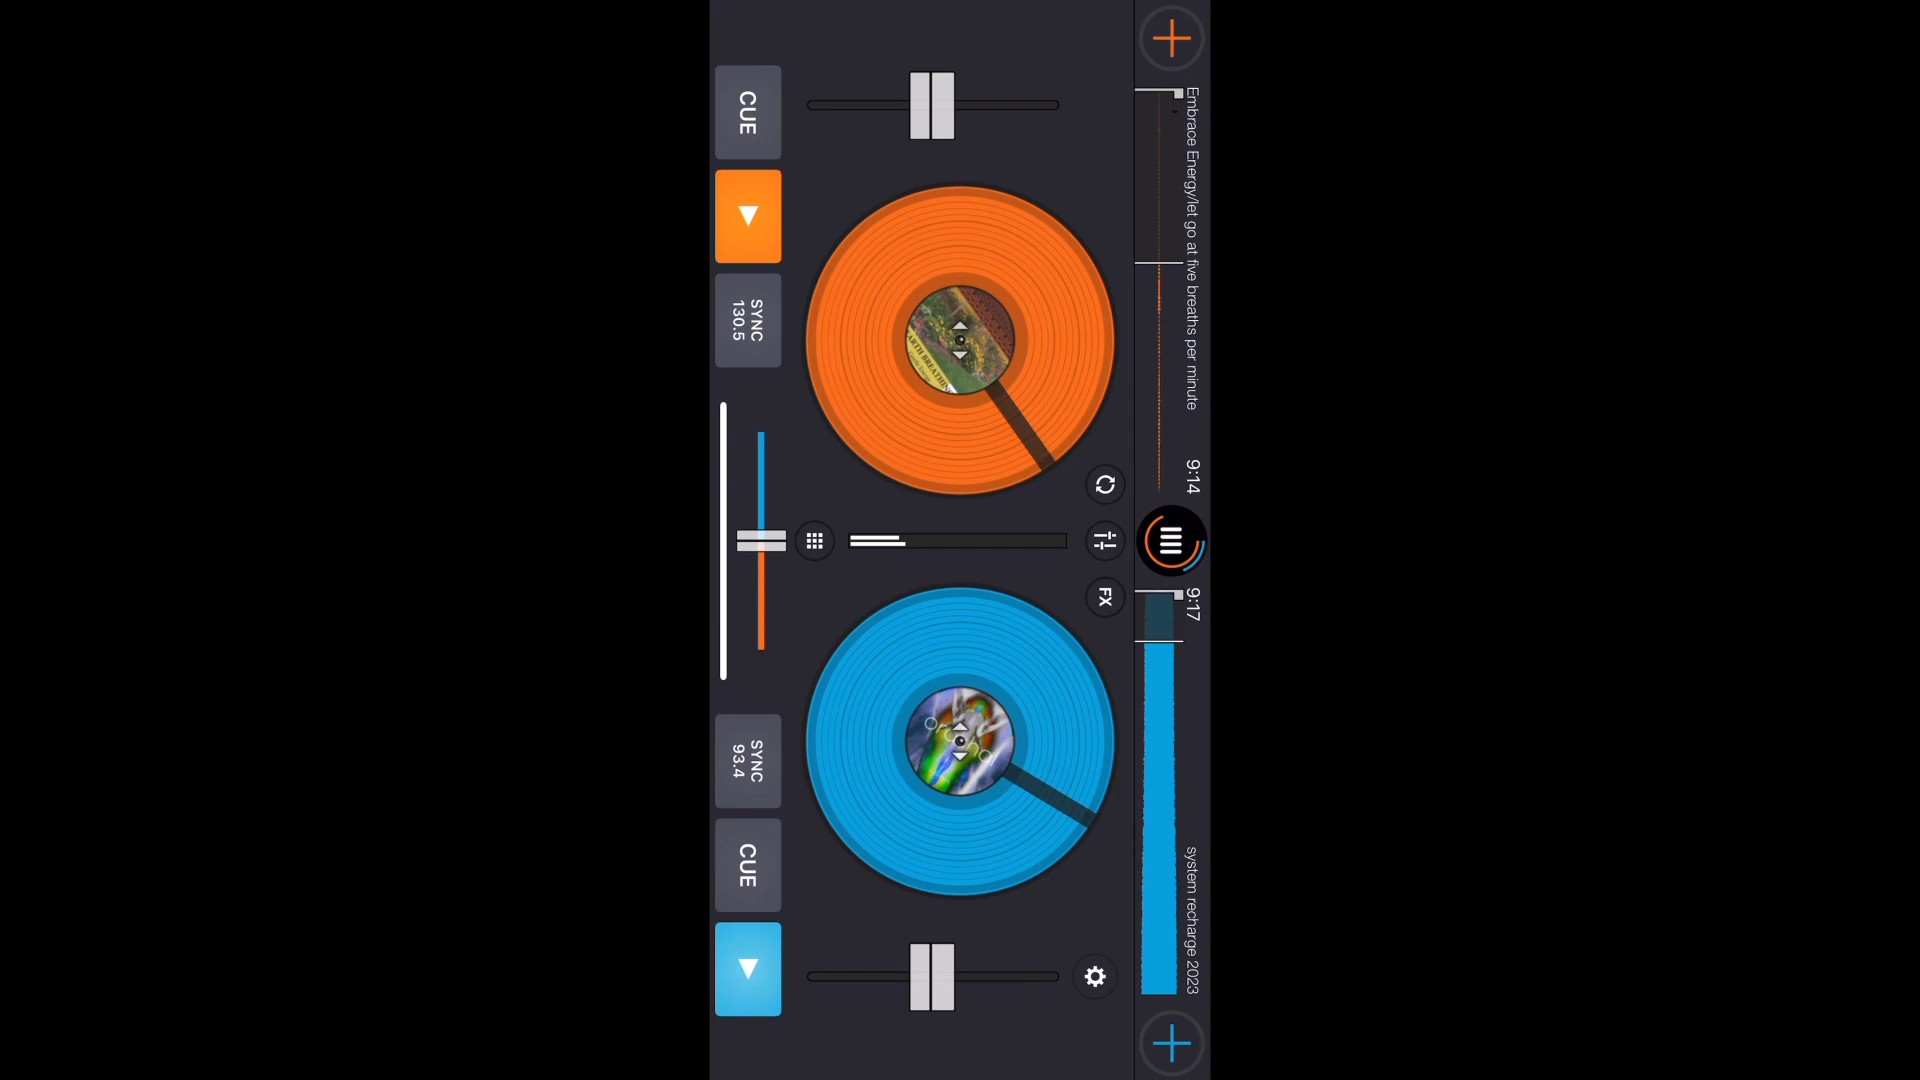 Embrace Energy/let go at five breaths per minute
9:14
9:17
system recharge 2023
FX
CUE
SYNC
130.5
SYNC
93.4
CUE